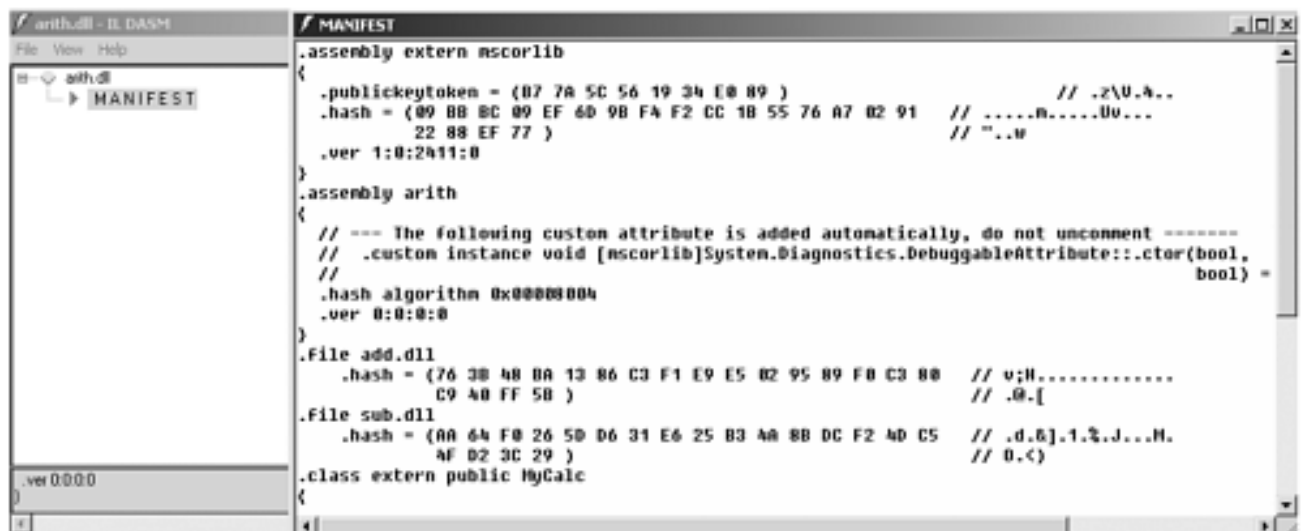 arith.dll - IL DASM
File View Help
arith.dll
MANIFEST
.ver 0:0:0:0
}
MANIFEST
.assembly extern mscorlib
{
.publickeytoken = (B7 7A 5C 56 19 34 E0 89 ) // .z\V.4..
.hash = (09 BB BC 09 EF 6D 9B F4 F2 CC 1B 55 76 A7 02 91 // .....m.....Uv...
22 88 EF 77 ) // "..w
.ver 1:0:2411:0
}
.assembly arith
{
// --- The following custom attribute is added automatically, do not uncomment -------
// .custom instance void [mscorlib]System.Diagnostics.DebuggableAttribute::.ctor(bool,
// bool) =
.hash algorithm 0x00008004
.ver 0:0:0:0
}
.file add.dll
.hash = (76 3B 48 BA 13 86 C3 F1 E9 E5 02 95 89 F0 C3 80 // v;H.............
C9 40 FF 5B ) // .@.[
.file sub.dll
.hash = (AA 64 F0 26 5D D6 31 E6 25 B3 4A 8B DC F2 4D C5 // .d.&].1.%.J...M.
4F D2 3C 29 ) // O.<)
.class extern public MyCalc
{